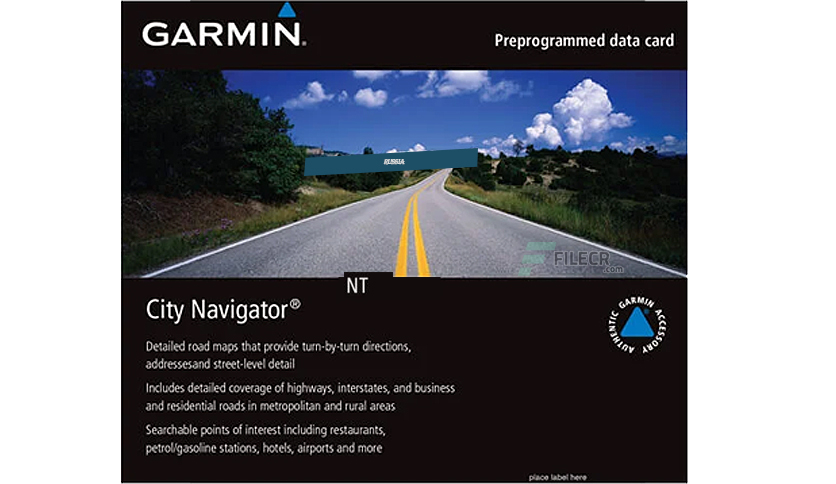 GARMIN®
Preprogrammed data card
RUSSIA
FILECR
.com
NT
City Navigator®
AUTHENTIC GARMIN ACCESSORY
Detailed road maps that provide turn-by-turn directions,
addressesand street-level detail
Includes detailed coverage of highways, interstates, and business
and residential roads in metropolitan and rural areas
Searchable points of interest including restaurants,
petrol/gasoline stations, hotels, airports and more
place label here